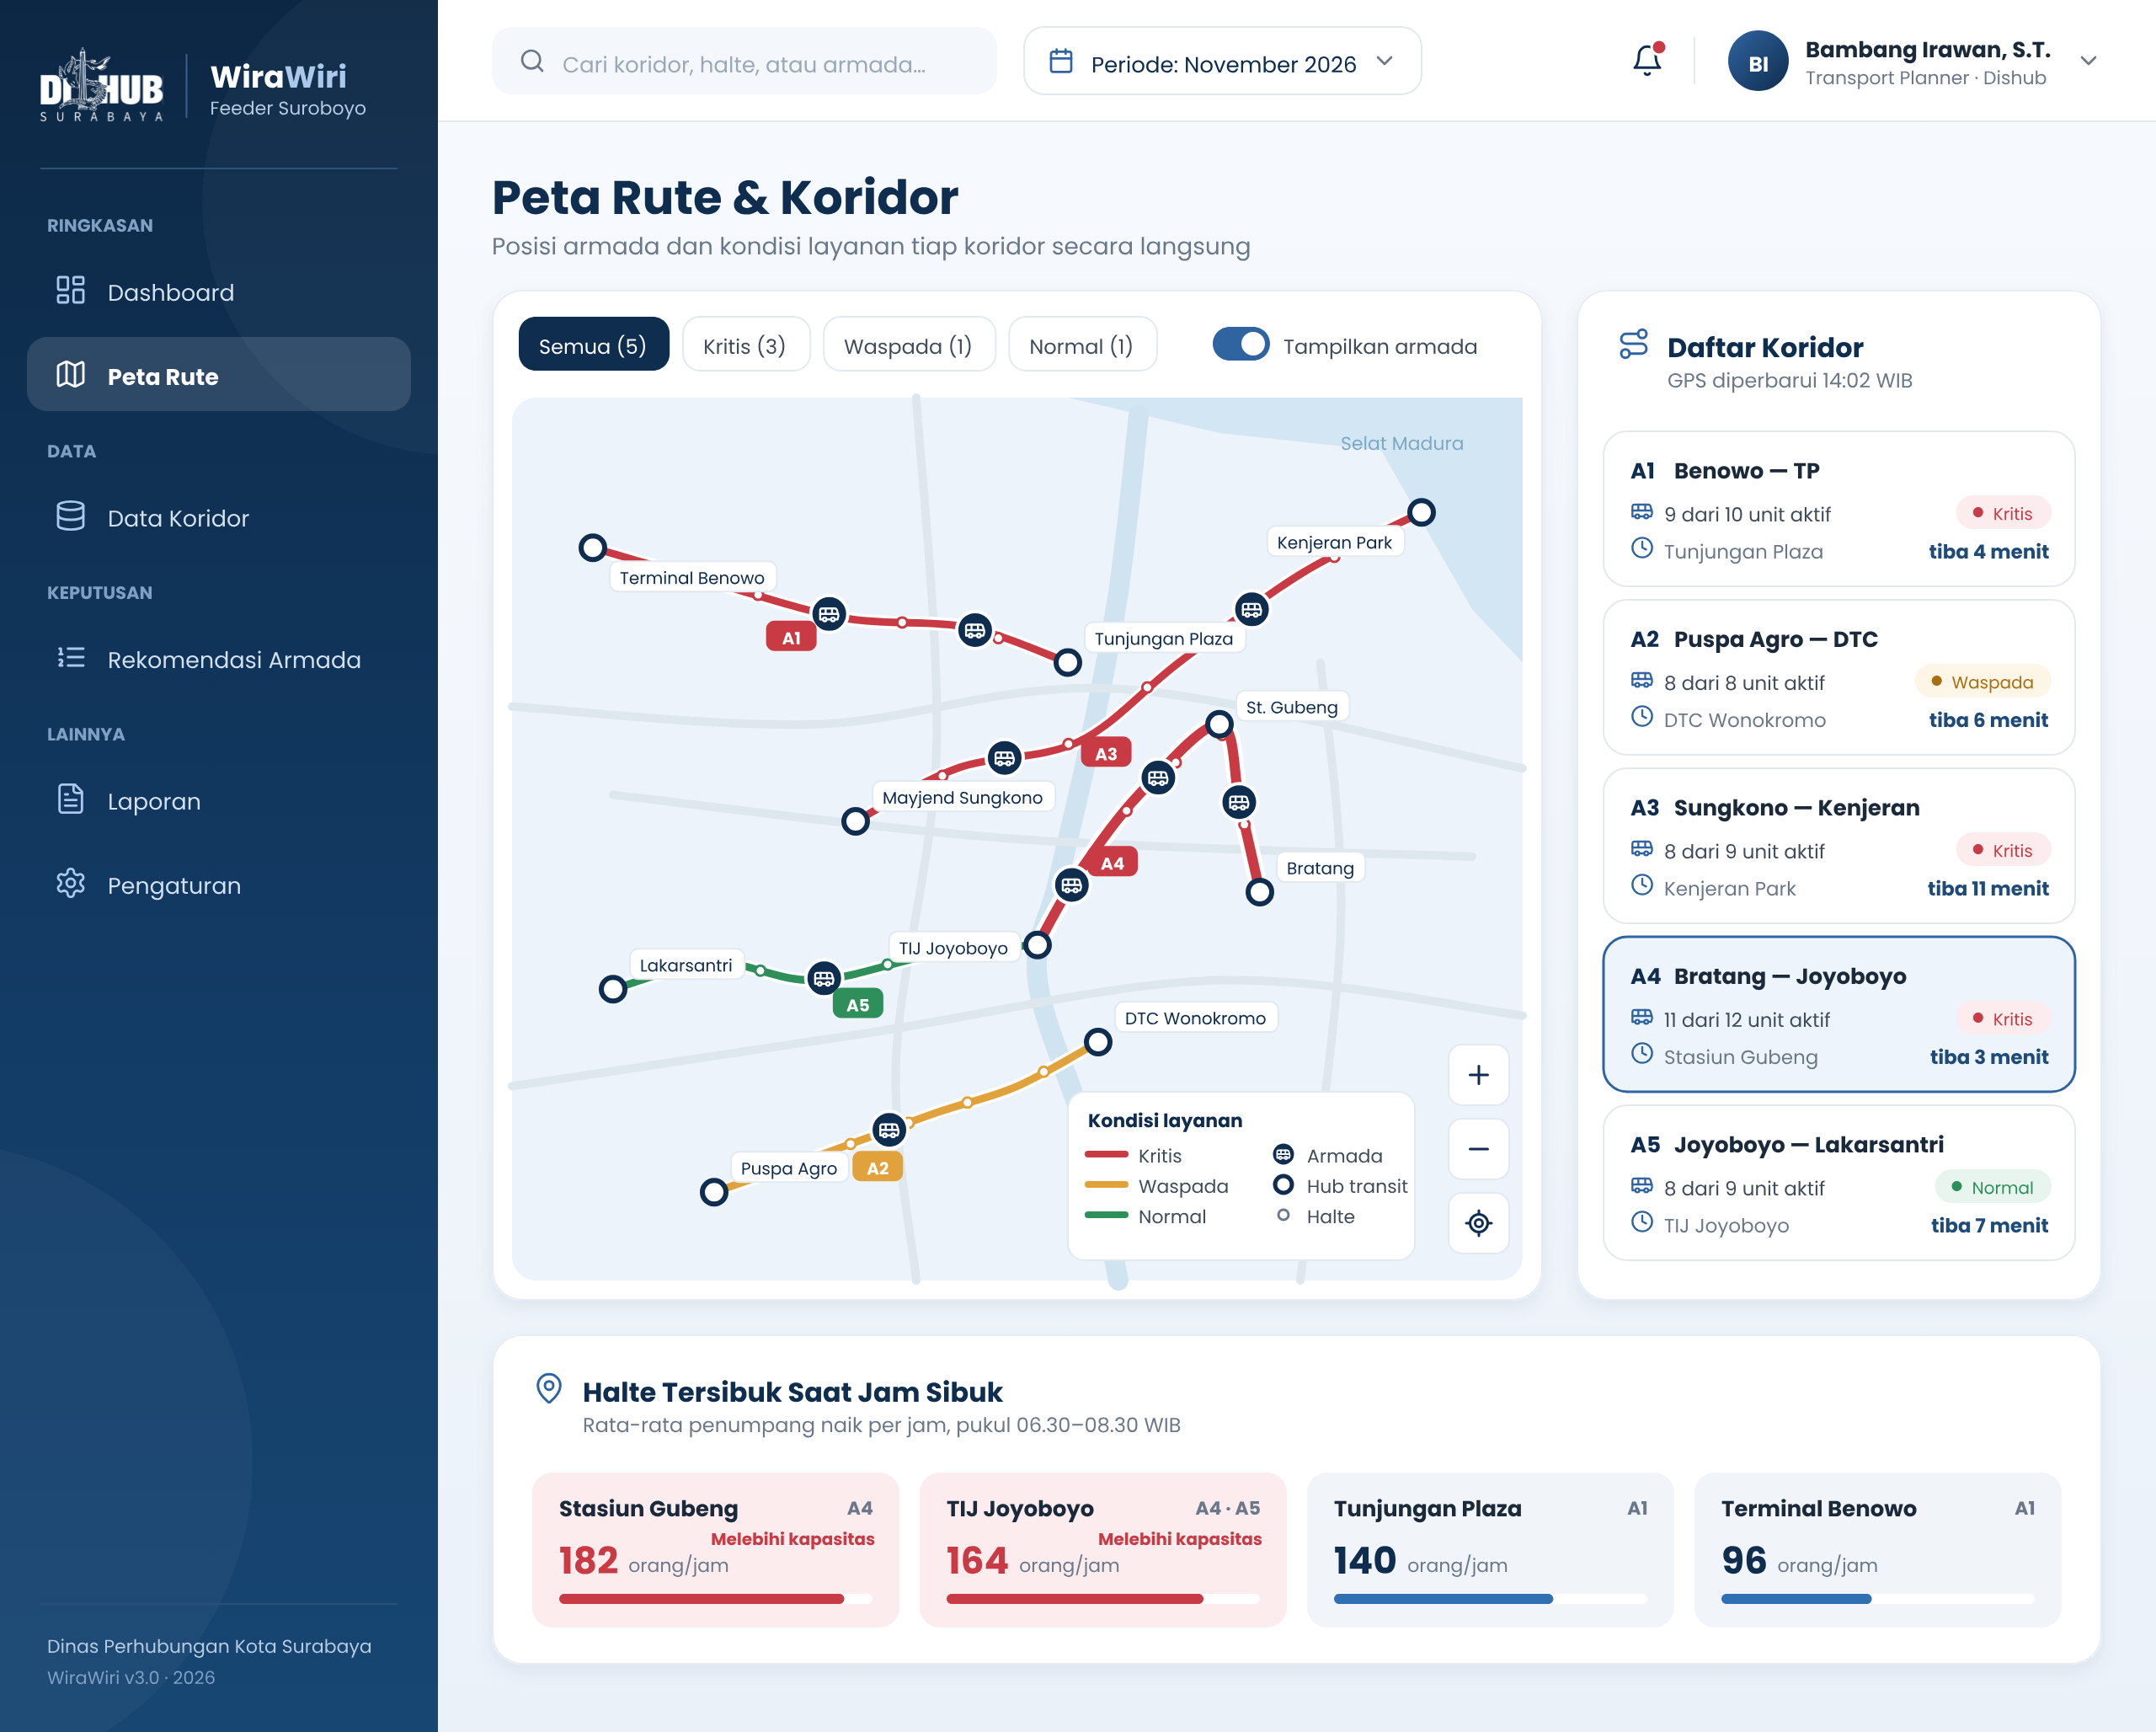 DISHUB
SURABAYA
WiraWiri
Feeder Suroboyo
RINGKASAN
Dashboard
Peta Rute
DATA
Data Koridor
KEPUTUSAN
Rekomendasi Armada
LAINNYA
Laporan
Pengaturan
Dinas Perhubungan Kota Surabaya
WiraWiri v3.0 · 2026
Cari koridor, halte, atau armada...
Periode: November 2026
BI
Bambang Irawan, S.T.
Transport Planner · Dishub
Peta Rute & Koridor
Posisi armada dan kondisi layanan tiap koridor secara langsung
Semua (5)
Kritis (3)
Waspada (1)
Normal (1)
Tampilkan armada
Selat Madura
Kenjeran Park
Terminal Benowo
A1
Tunjungan Plaza
St. Gubeng
A3
Mayjend Sungkono
A4
Bratang
TIJ Joyoboyo
Lakarsantri
A5
DTC Wonokromo
Puspa Agro
A2
Kondisi layanan
Kritis
Waspada
Normal
Armada
Hub transit
Halte
Daftar Koridor
GPS diperbarui 14:02 WIB
A1 Benowo — TP
9 dari 10 unit aktif
Kritis
Tunjungan Plaza
tiba 4 menit
A2 Puspa Agro — DTC
8 dari 8 unit aktif
Waspada
DTC Wonokromo
tiba 6 menit
A3 Sungkono — Kenjeran
8 dari 9 unit aktif
Kritis
Kenjeran Park
tiba 11 menit
A4 Bratang — Joyoboyo
11 dari 12 unit aktif
Kritis
Stasiun Gubeng
tiba 3 menit
A5 Joyoboyo — Lakarsantri
8 dari 9 unit aktif
Normal
TIJ Joyoboyo
tiba 7 menit
Halte Tersibuk Saat Jam Sibuk
Rata-rata penumpang naik per jam, pukul 06.30–08.30 WIB
Stasiun Gubeng
A4
Melebihi kapasitas
182 orang/jam
TIJ Joyoboyo
A4 · A5
Melebihi kapasitas
164 orang/jam
Tunjungan Plaza
A1
140 orang/jam
Terminal Benowo
A1
96 orang/jam